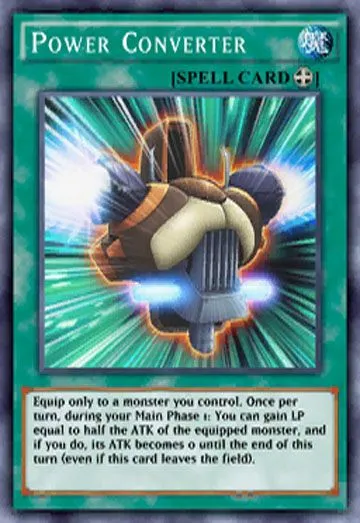 POWER CONVERTER
[SPELL CARD]
Equip only to a monster you control. Once per
turn, during your Main Phase 1: You can gain LP
equal to half the ATK of the equipped monster, and
if you do, its ATK becomes 0 until the end of this
turn (even if this card leaves the field).